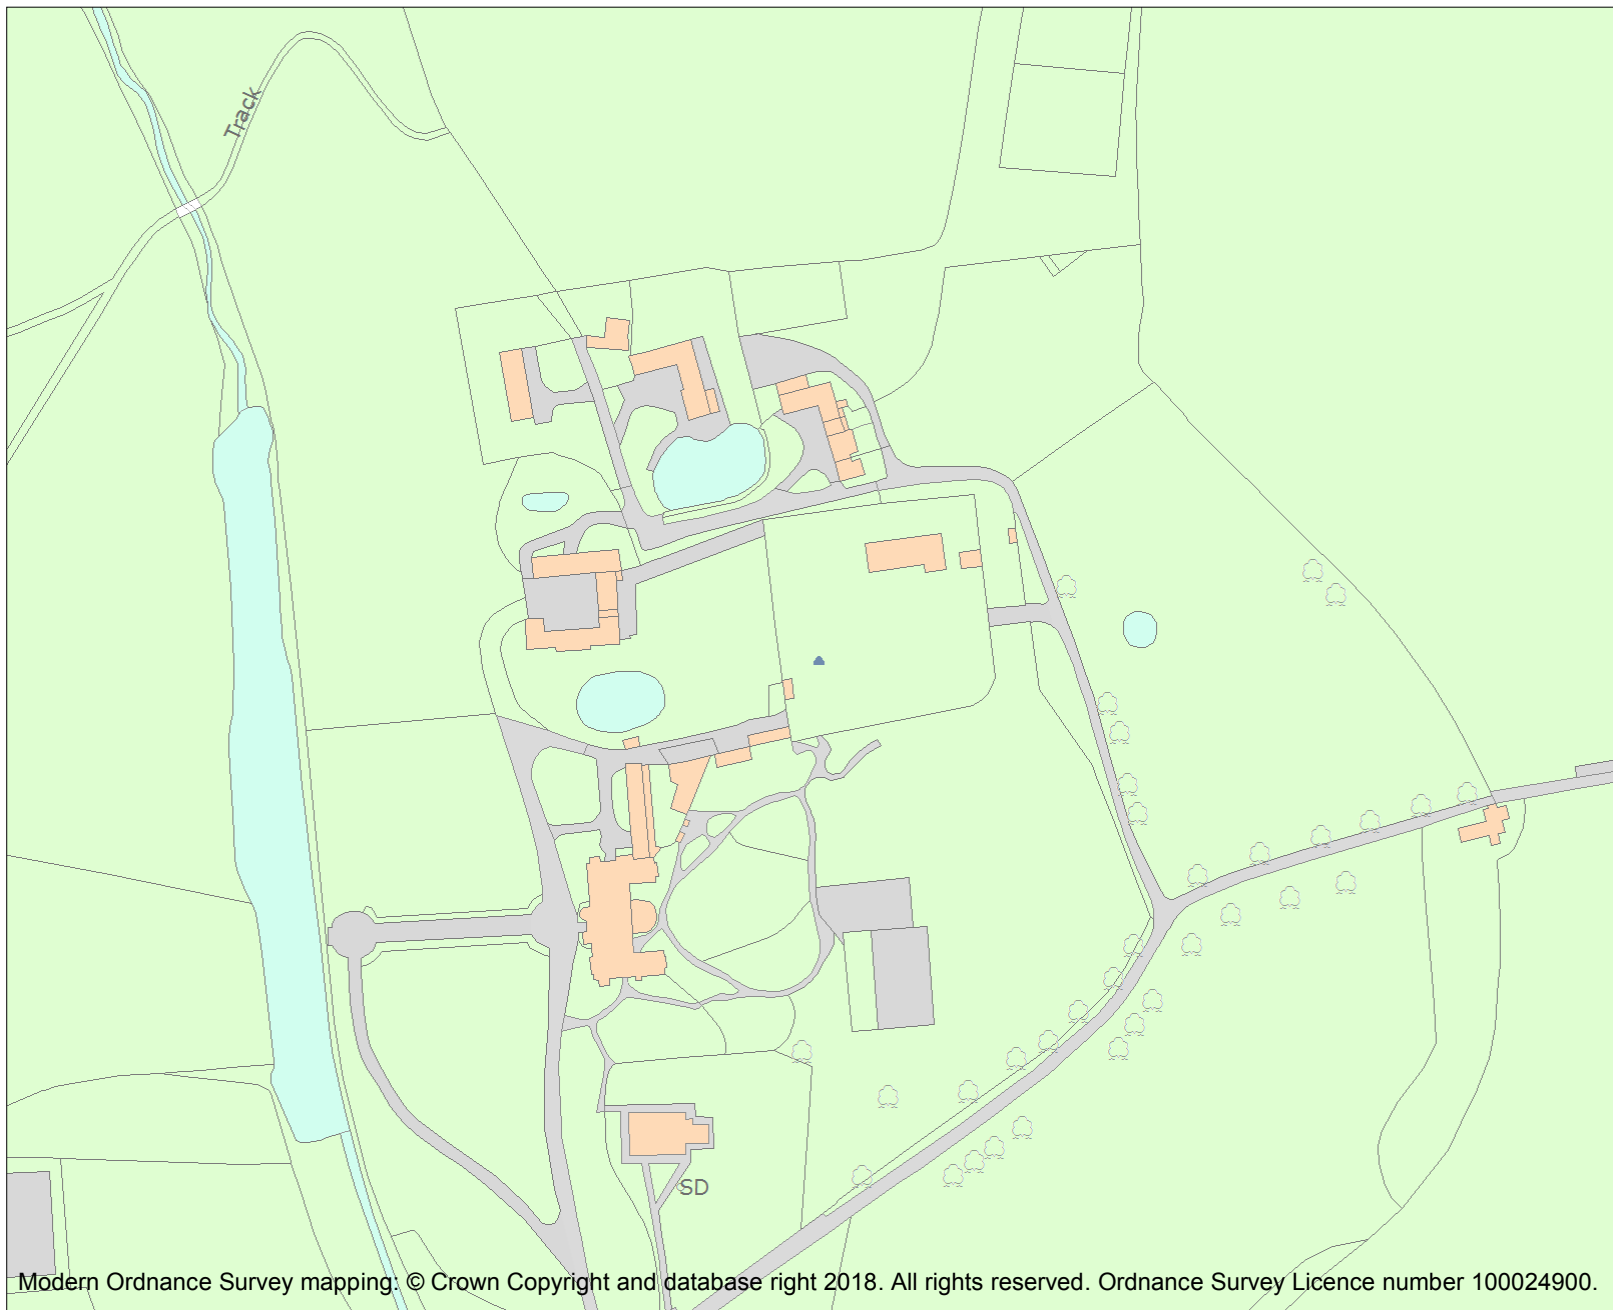 Track
SD
Modern Ordnance Survey mapping: © Crown Copyright and database right 2018. All rights reserved. Ordnance Survey Licence number 100024900.